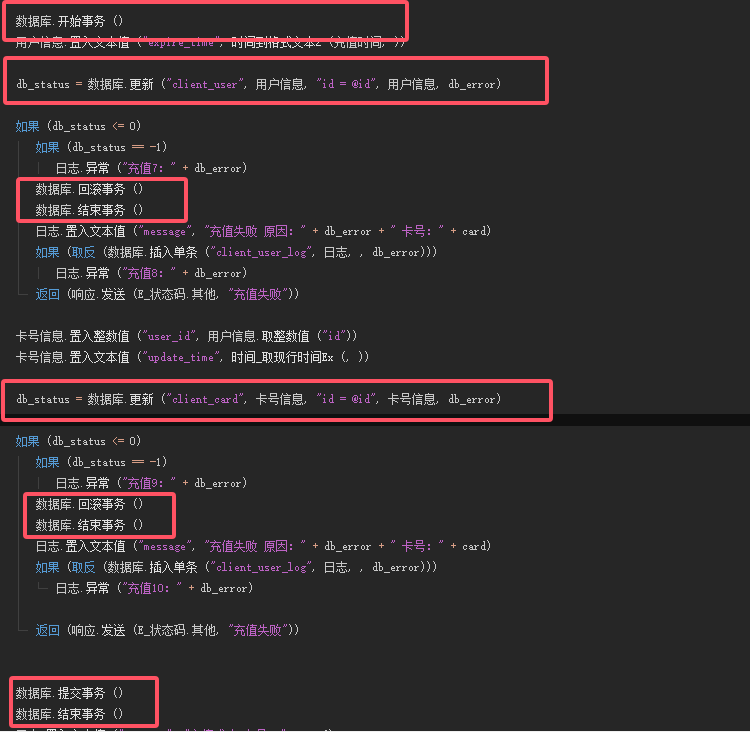 数据库.开始事务 ()
用户信息.置入文本值 ("expire_time", 时间到格式文本2 (充值时间, ))
db_status = 数据库.更新 ("client_user", 用户信息, "id = @id", 用户信息, db_error)
如果 (db_status <= 0)
如果 (db_status == -1)
日志.异常 ("充值7: " + db_error)
数据库.回滚事务 ()
数据库.结束事务 ()
日志.置入文本值 ("message", "充值失败 原因: " + db_error + " 卡号: " + card)
如果 (取反 (数据库.插入单条 ("client_user_log", 日志, , db_error)))
日志.异常 ("充值8: " + db_error)
返回 (响应.发送 (E_状态码.其他, "充值失败"))
卡号信息.置入整数值 ("user_id", 用户信息.取整数值 ("id"))
卡号信息.置入文本值 ("update_time", 时间_取现行时间Ex (, ))
db_status = 数据库.更新 ("client_card", 卡号信息, "id = @id", 卡号信息, db_error)
如果 (db_status <= 0)
如果 (db_status == -1)
日志.异常 ("充值9: " + db_error)
数据库.回滚事务 ()
数据库.结束事务 ()
日志.置入文本值 ("message", "充值失败 原因: " + db_error + " 卡号: " + card)
如果 (取反 (数据库.插入单条 ("client_user_log", 日志, , db_error)))
日志.异常 ("充值10: " + db_error)
返回 (响应.发送 (E_状态码.其他, "充值失败"))
数据库.提交事务 ()
数据库.结束事务 ()